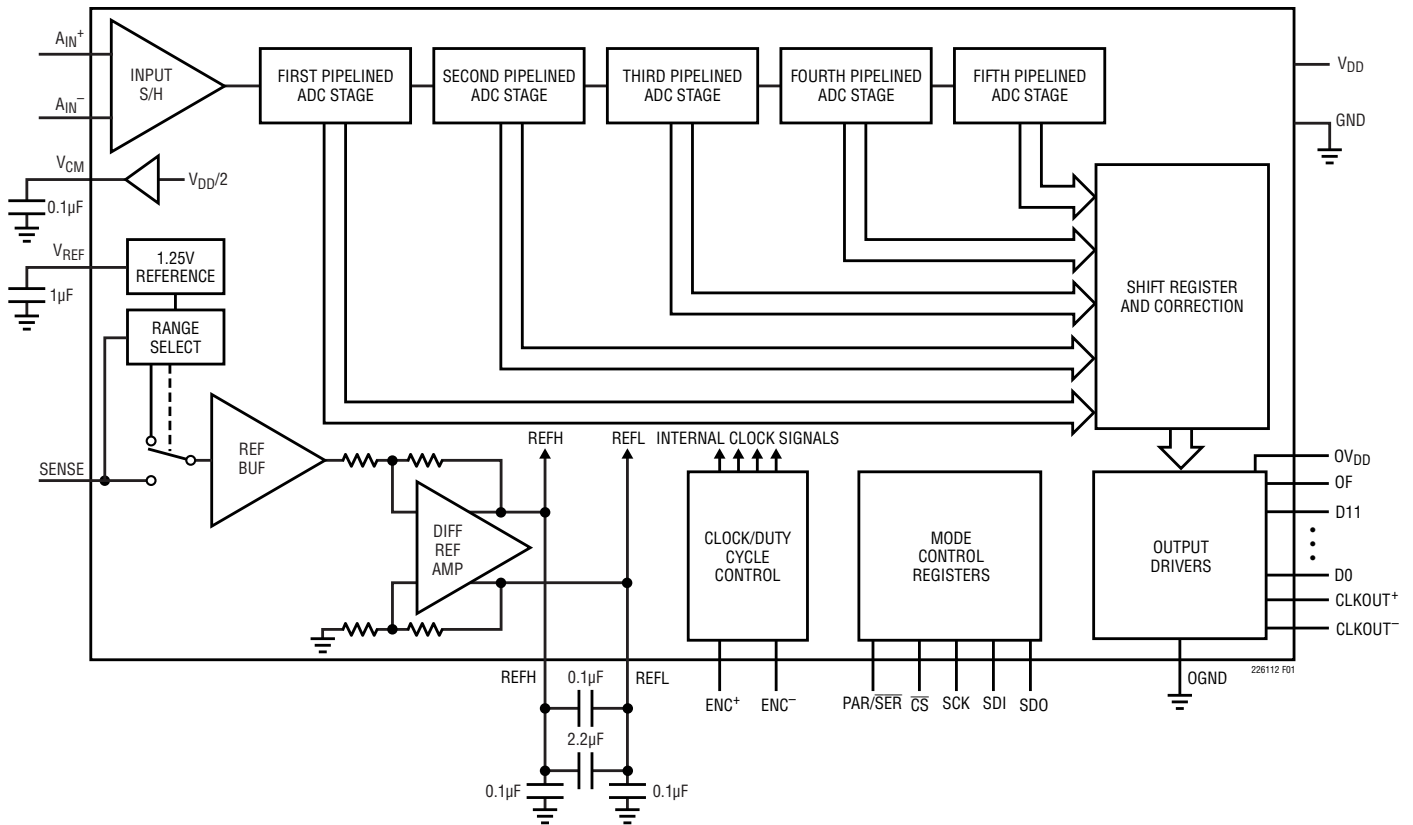 AIN+
INPUT
S/H
AIN−
FIRST PIPELINED
ADC STAGE
SECOND PIPELINED
ADC STAGE
THIRD PIPELINED
ADC STAGE
FOURTH PIPELINED
ADC STAGE
FIFTH PIPELINED
ADC STAGE
VDD
GND
VCM
VDD/2
0.1µF
VREF
1.25V
REFERENCE
1µF
RANGE
SELECT
SHIFT REGISTER
AND CORRECTION
SENSE
REF
BUF
REFH
REFL
INTERNAL CLOCK SIGNALS
DIFF
REF
AMP
CLOCK/DUTY
CYCLE
CONTROL
MODE
CONTROL
REGISTERS
OUTPUT
DRIVERS
OVDD
OF
D11
D0
CLKOUT+
CLKOUT−
226112 F01
REFH
0.1µF
REFL
2.2µF
0.1µF
0.1µF
ENC+
ENC−
PAR/S̅E̅R̅
C̅S̅
SCK
SDI
SDO
OGND